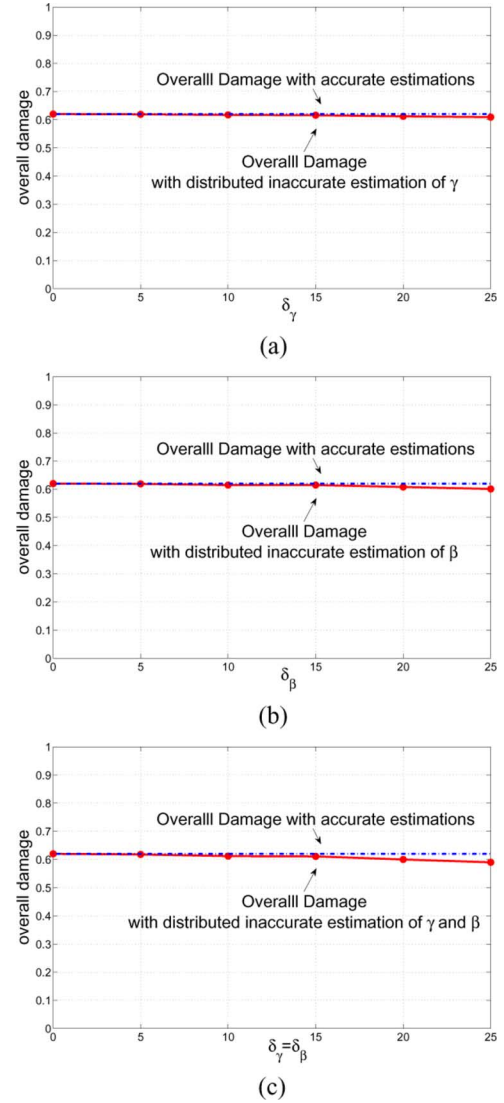 1
0.9
0.8
0.7
0.6
0.5
0.4
0.3
0.2
0.1
0
overall damage
Overalll Damage with accurate estimations
Overalll Damage
with distributed inaccurate estimation of γ
0 5 10 15 20 25
δγ
(a)
1
0.9
0.8
0.7
0.6
0.5
0.4
0.3
0.2
0.1
0
overall damage
Overalll Damage with accurate estimations
Overalll Damage
with distributed inaccurate estimation of β
0 5 10 15 20 25
δβ
(b)
1
0.9
0.8
0.7
0.6
0.5
0.4
0.3
0.2
0.1
0
overall damage
Overalll Damage with accurate estimations
Overalll Damage
with distributed inaccurate estimation of γ and β
0 5 10 15 20 25
δγ=δβ
(c)